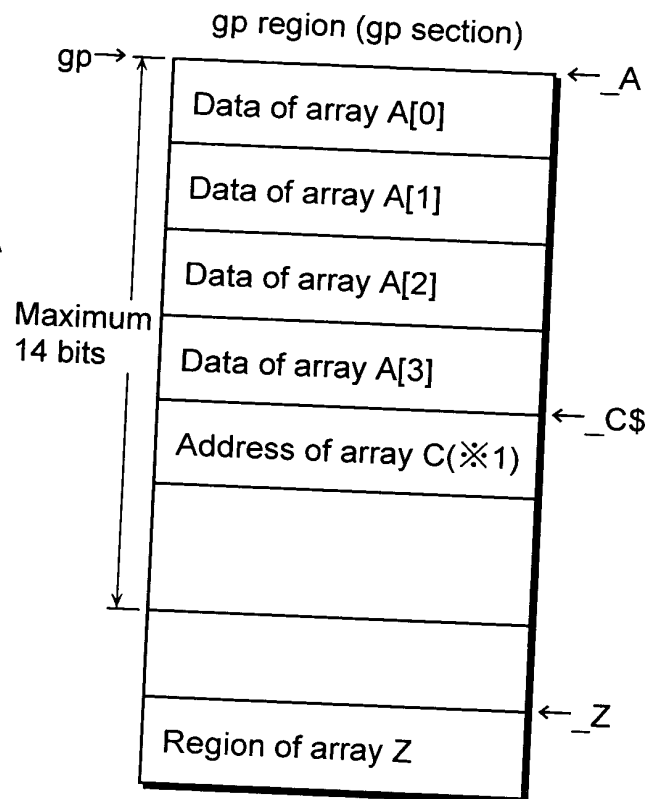 gp region (gp section)
gp→
←_A
Data of array A[0]
Data of array A[1]
Data of array A[2]
Maximum
14 bits
Data of array A[3]
←_C$
Address of array C(※1)
←_Z
Region of array Z